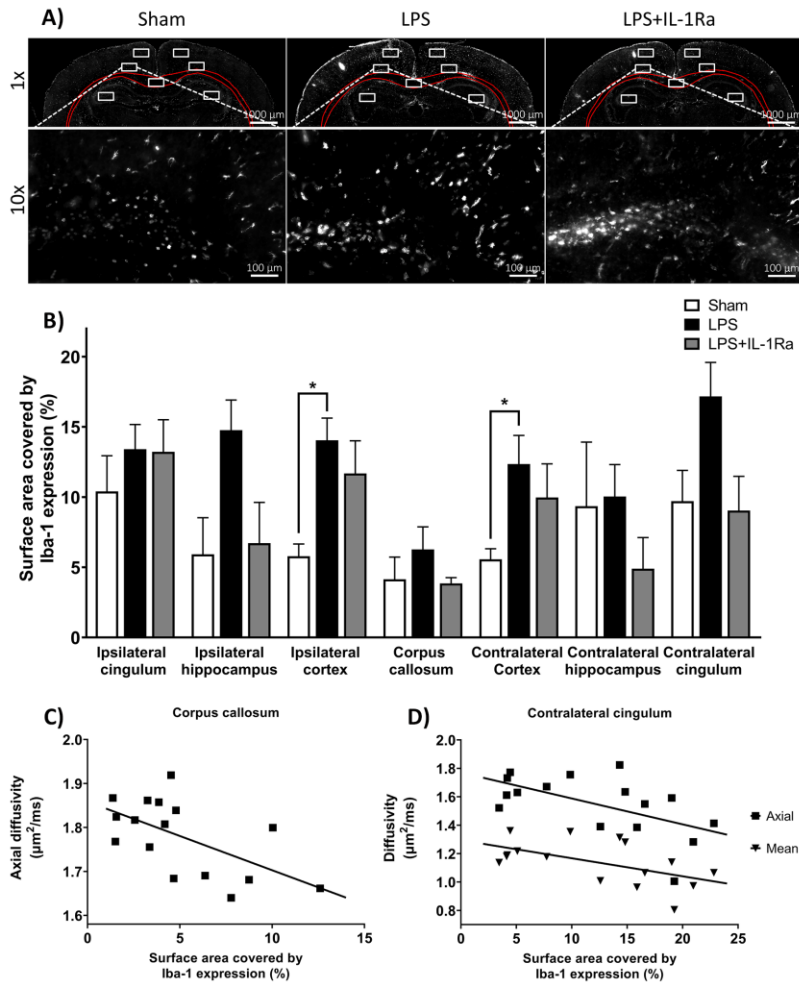 A)
Sham LPS LPS+IL-1Ra
1x
1000 µm 1000 µm 1000 µm
10x
100 µm 100 µm 100 µm
B)
Sham
LPS
LPS+IL-1Ra
Surface area covered by
Iba-1 expression (%)
20
15
10
5
0
* *
Ipsilateral cingulum
Ipsilateral hippocampus
Ipsilateral cortex
Corpus callosum
Contralateral Cortex
Contralateral hippocampus
Contralateral cingulum
C)
Corpus callosum
Axial diffusivity
(µm²/ms)
2.0
1.9
1.8
1.7
1.6
0 5 10 15
Surface area covered by
Iba-1 expression (%)
D)
Contralateral cingulum
Diffusivity
(µm²/ms)
2.0
1.8
1.6
1.4
1.2
1.0
0.8
0 5 10 15 20 25
Surface area covered by
Iba-1 expression (%)
Axial
Mean